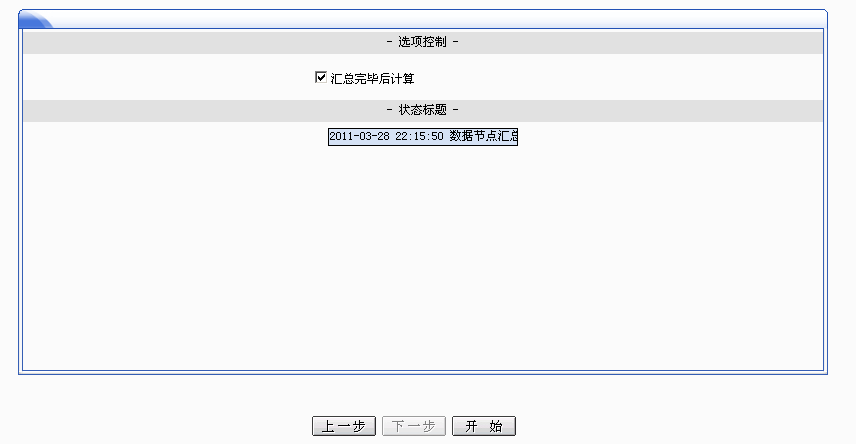 - 选项控制 -
汇总完毕后计算
- 状态标题 -
2011-03-28 22:15:50 数据节点汇总
上一步 下一步 开 始